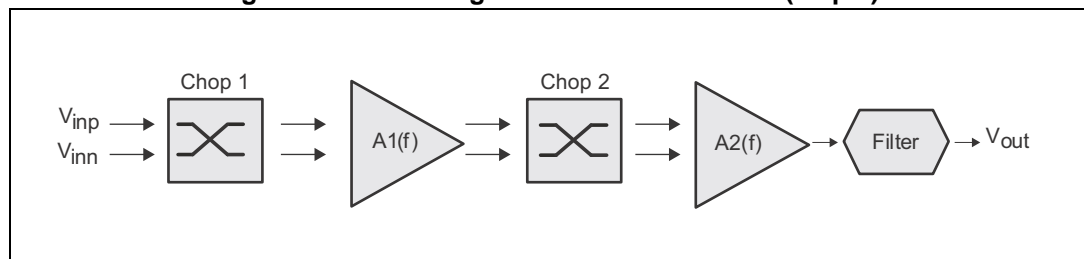 Chop 1
Chop 2
V_inp
V_inn
A1(f)
A2(f)
Filter
V_out